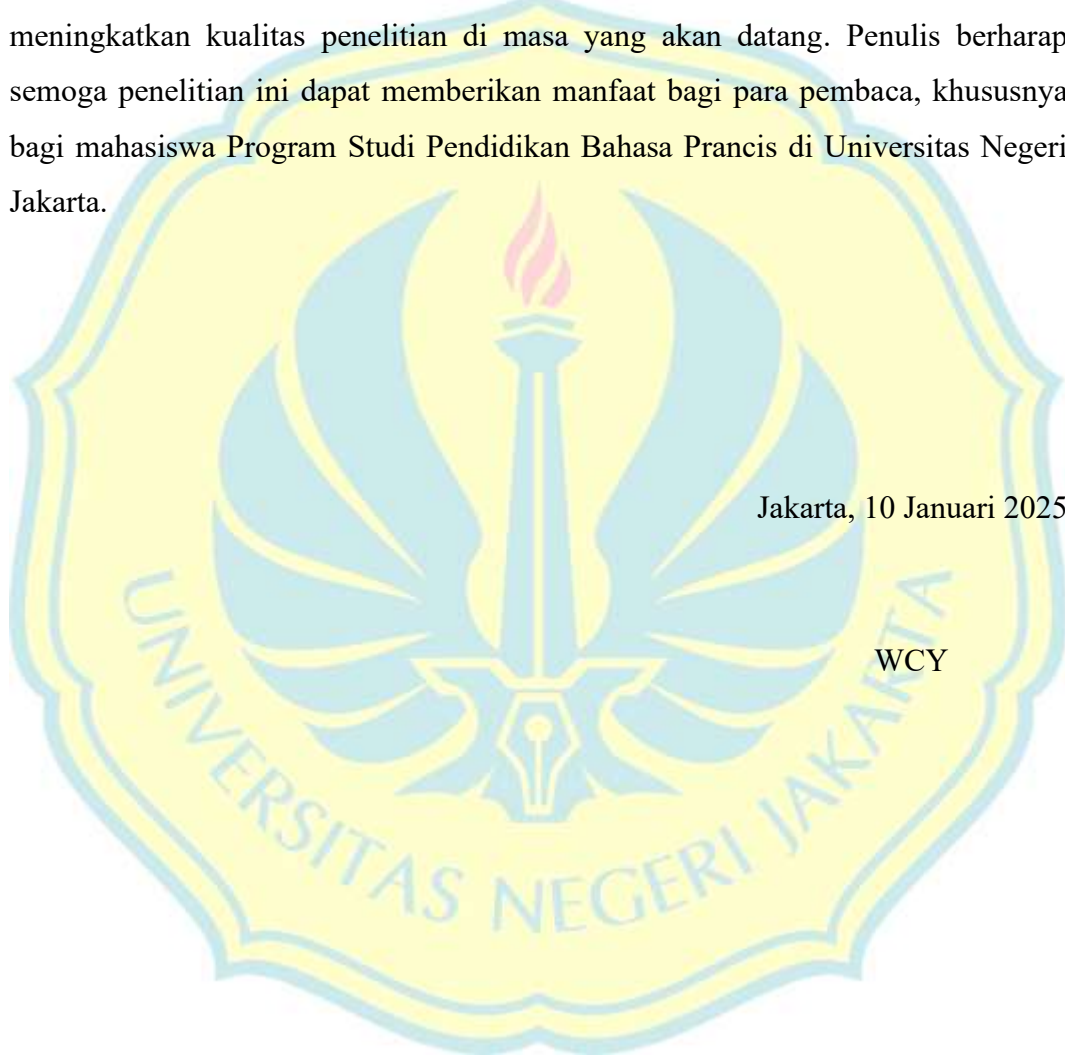 meningkatkan kualitas penelitian di masa yang akan datang. Penulis berharap
semoga penelitian ini dapat memberikan manfaat bagi para pembaca, khususnya
bagi mahasiswa Program Studi Pendidikan Bahasa Prancis di Universitas Negeri
Jakarta.
Jakarta, 10 Januari 2025
WCY
UNIVERSITAS NEGERI JAKARTA